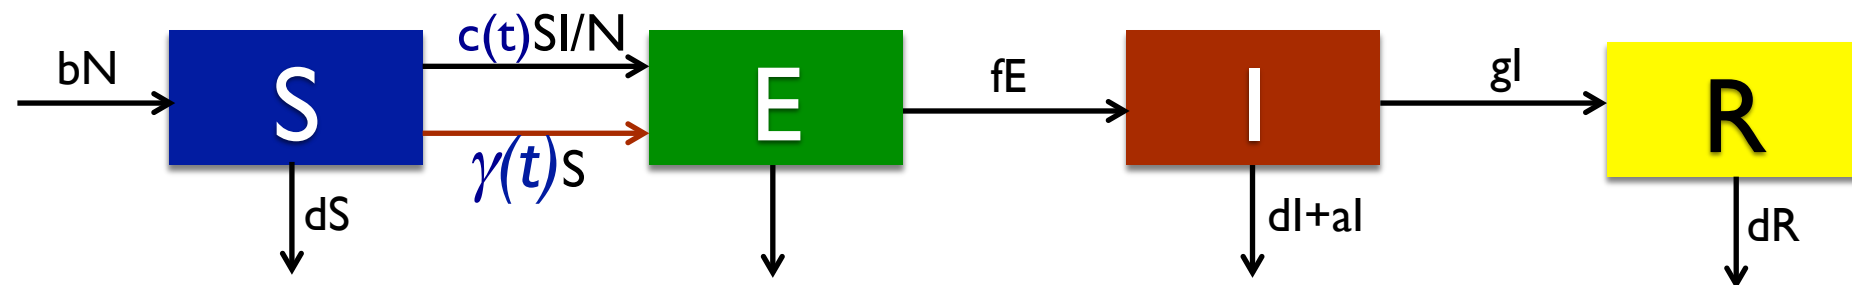 bN
S
c(t)SI/N
γ(t)S
E
fE
I
gI
R
dS
dI+aI
dR